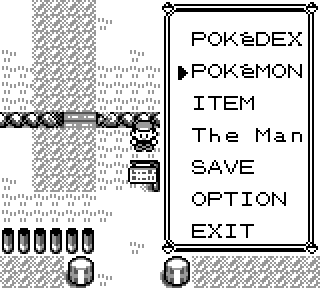 POKéDEX
POKéMON
ITEM
The Man
SAVE
OPTION
EXIT